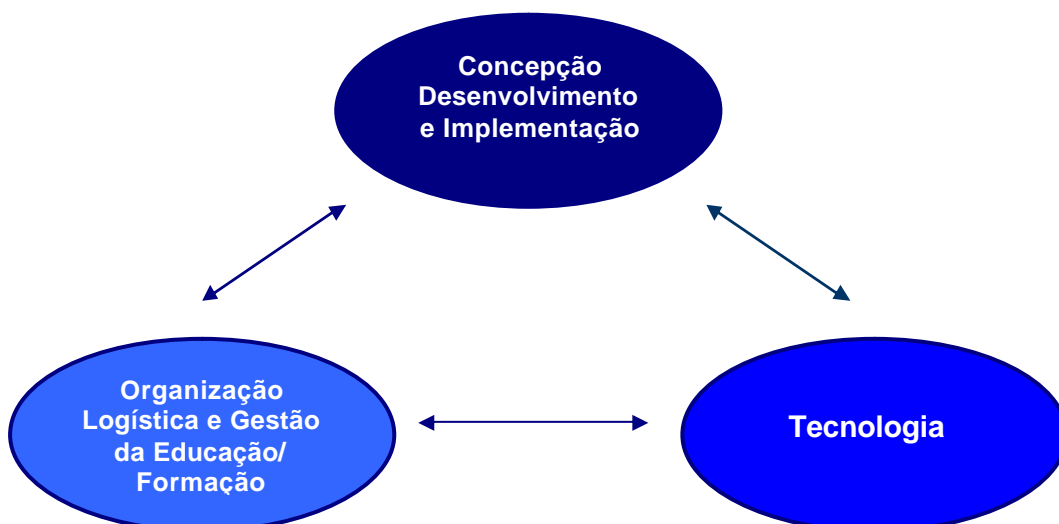 Concepção
Desenvolvimento
e Implementação
Organização
Logística e Gestão
da Educação/
Formação
Tecnologia